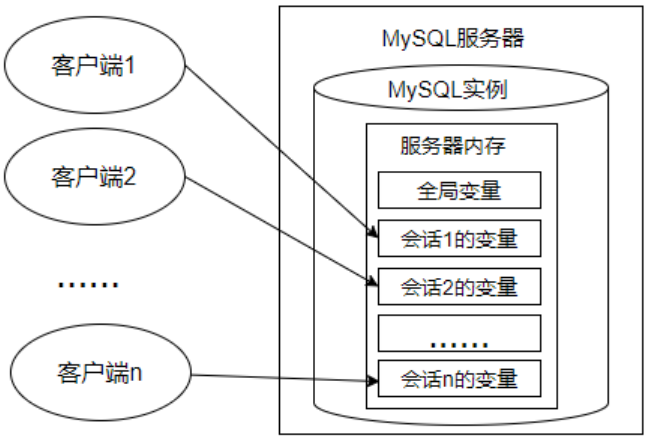 客户端1
客户端2
......
客户端n
MySQL服务器
MySQL实例
服务器内存
全局变量
会话1的变量
会话2的变量
......
会话n的变量